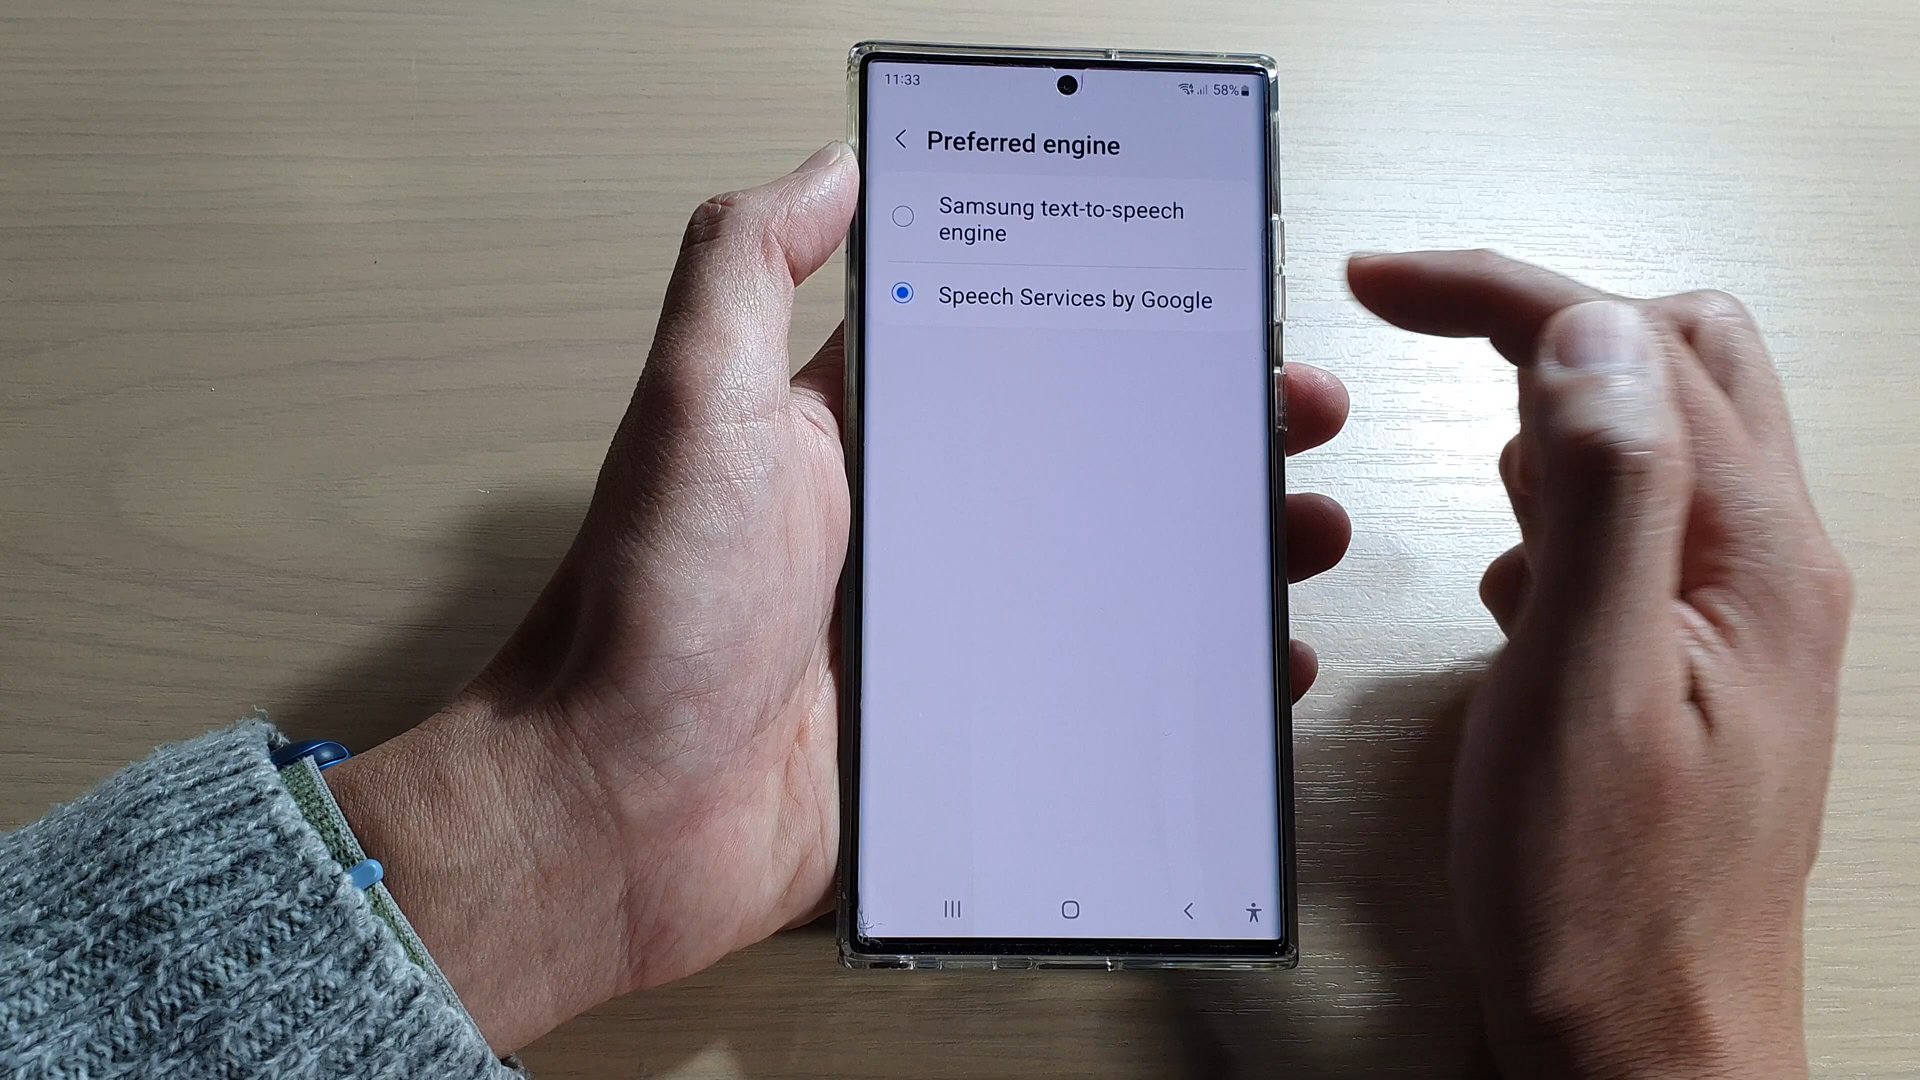 11:33
58%
Preferred engine
Samsung text-to-speech
engine
Speech Services by Google